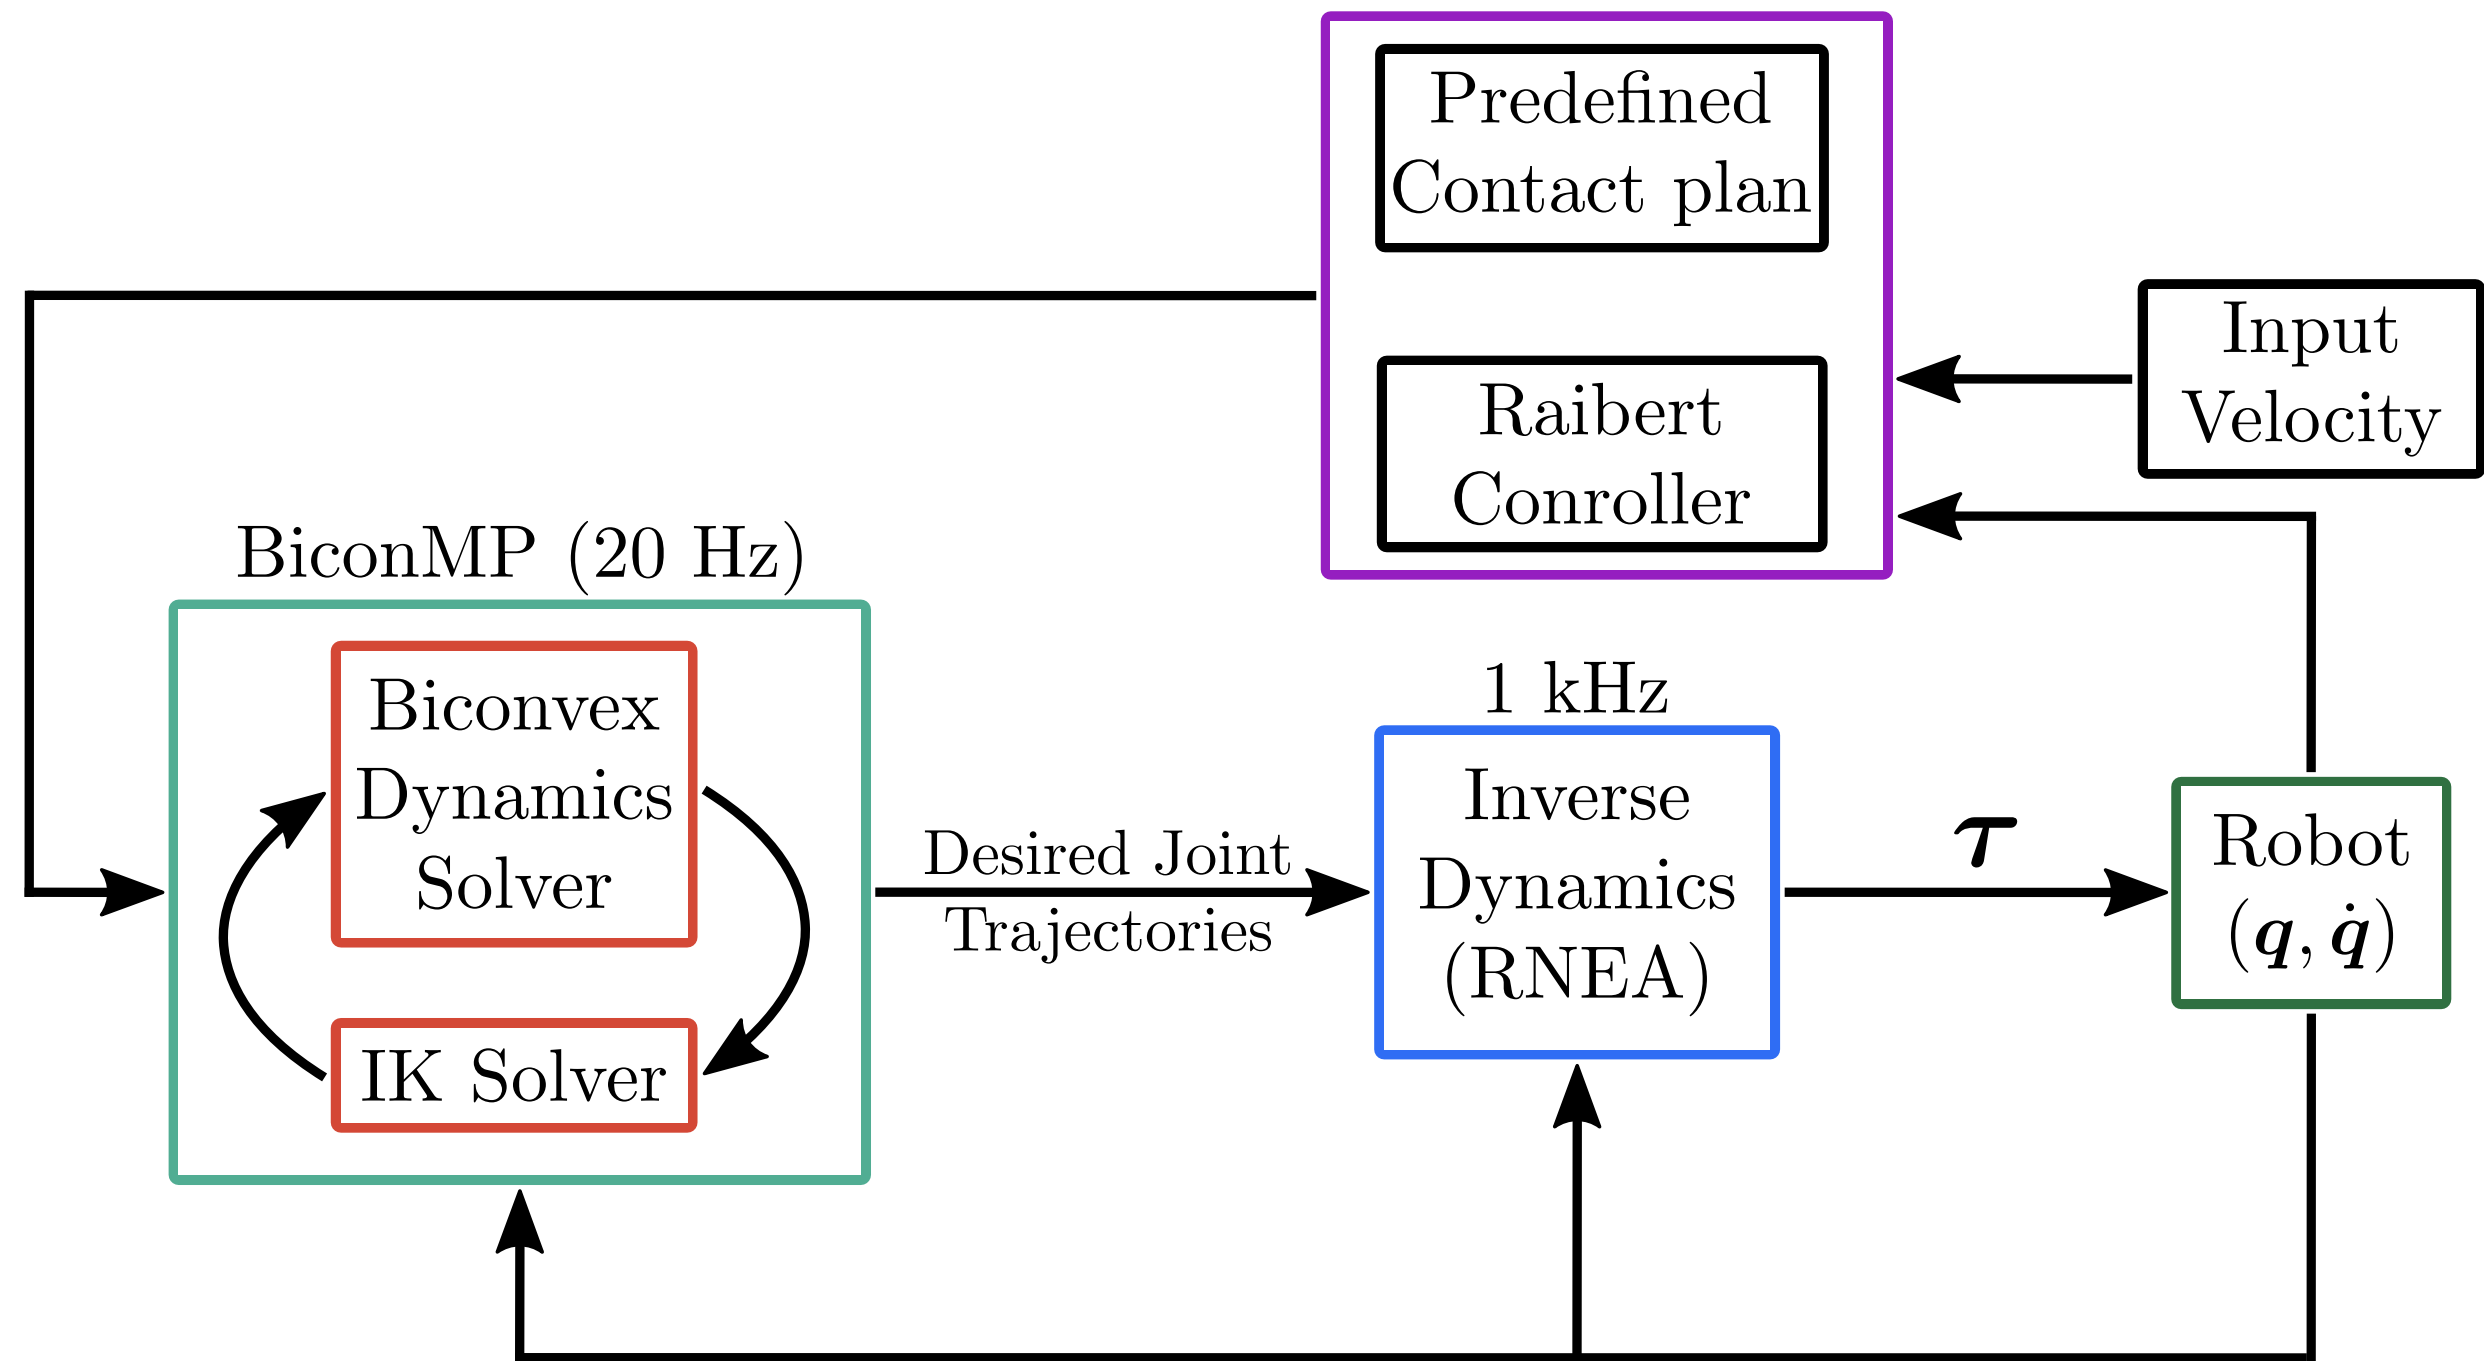 Predefined
Contact plan
Input
Velocity
Raibert
Conroller
BiconMP (20 Hz)
Biconvex
Dynamics
Solver
IK Solver
Desired Joint
Trajectories
1 kHz
Inverse
Dynamics
(RNEA)
τ
Robot
(q, q̇)